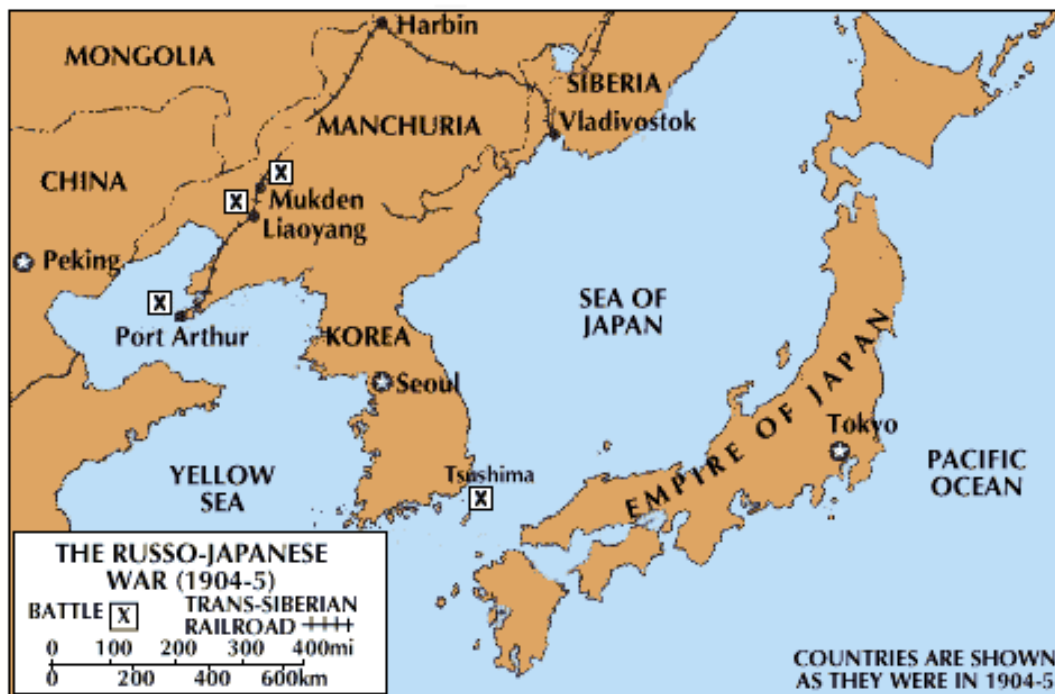 Harbin
MONGOLIA
SIBERIA
MANCHURIA
Vladivostok
CHINA
X
X
Mukden
Liaoyang
Peking
X
Port Arthur
KOREA
SEA OF
JAPAN
Seoul
EMPIRE OF JAPAN
Tokyo
YELLOW
SEA
Tsushima
X
PACIFIC
OCEAN
THE RUSSO-JAPANESE
WAR (1904-5)
BATTLE X TRANS-SIBERIAN
RAILROAD
0 100 200 300 400mi
0 200 400 600km
COUNTRIES ARE SHOWN
AS THEY WERE IN 1904-5